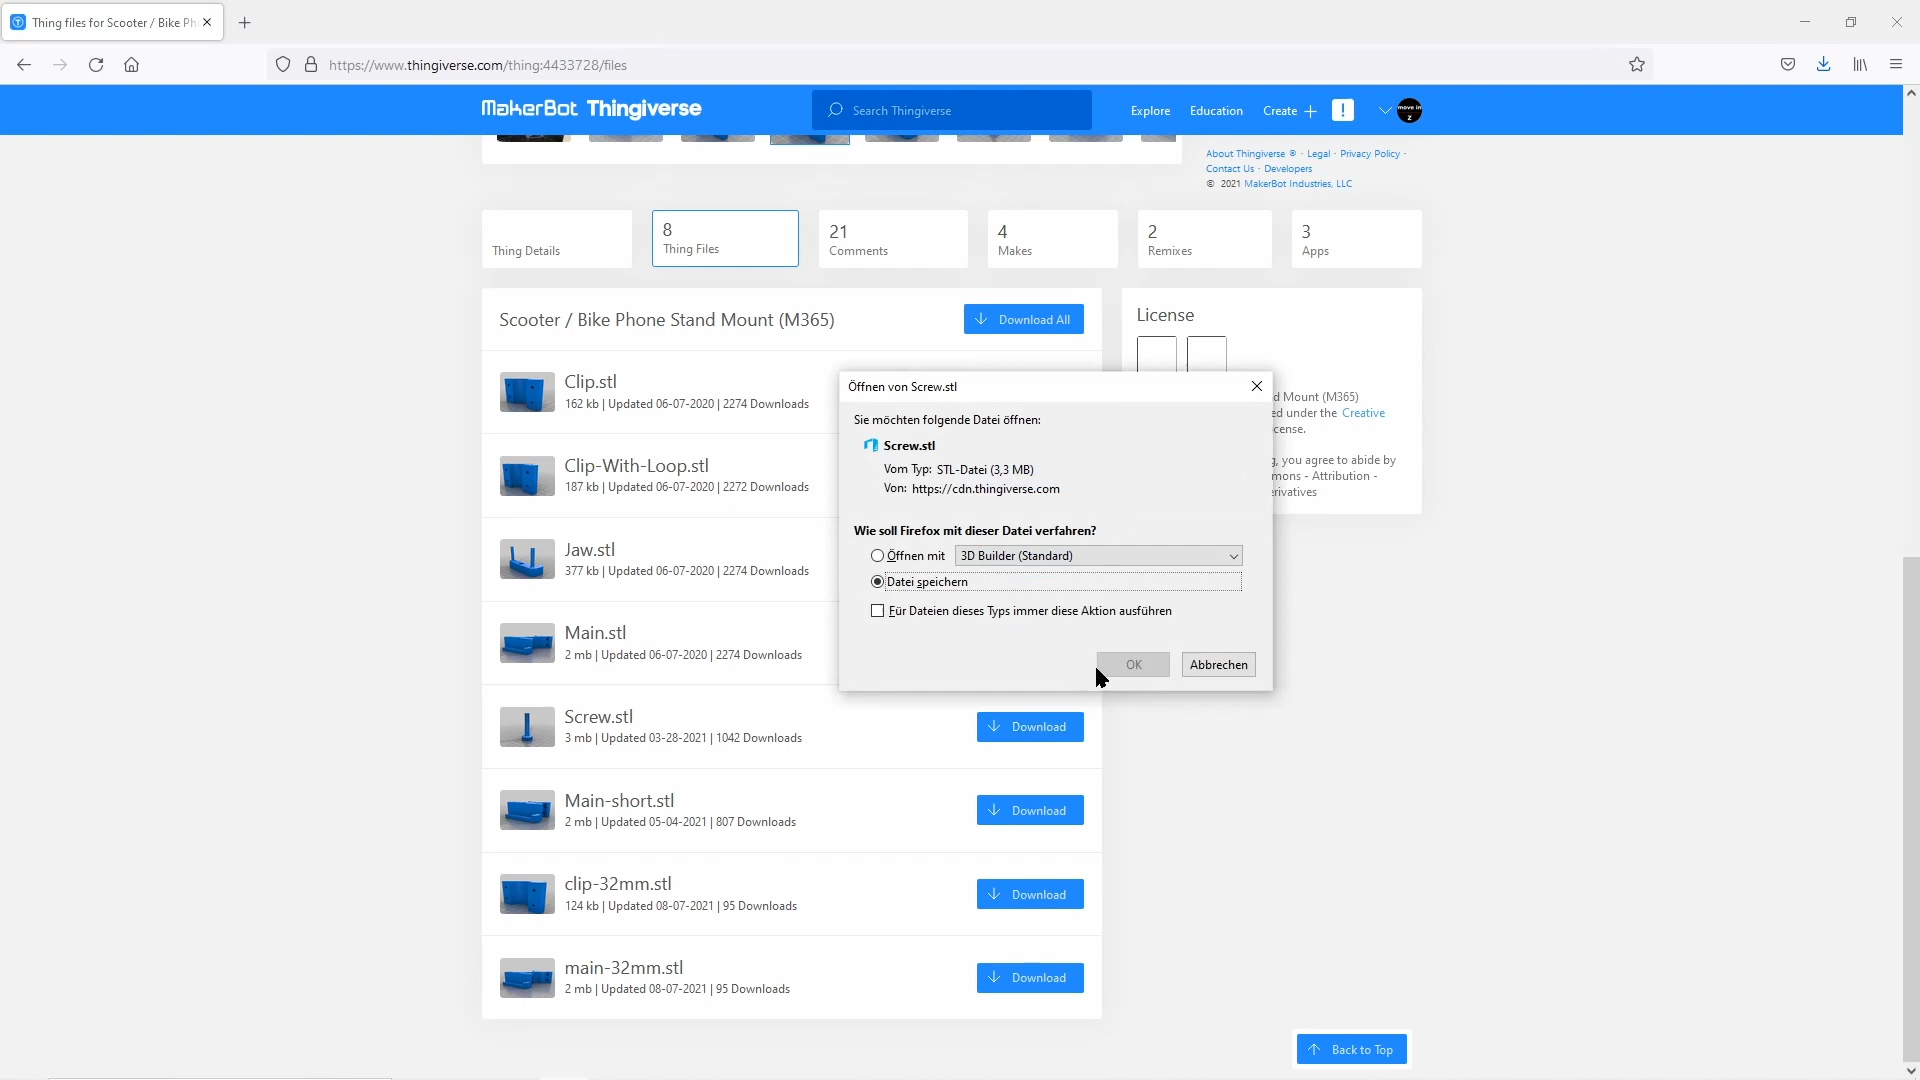 Thing files for Scooter / Bike Ph
https://www.thingiverse.com/thing:4433728/files
MakerBot Thingiverse
Search Thingiverse
Explore
Education
Create
!
move in
z
About Thingiverse ® · Legal · Privacy Policy ·
Contact Us · Developers
© 2021 MakerBot Industries, LLC
Thing Details
8
Thing Files
21
Comments
4
Makes
2
Remixes
3
Apps
Scooter / Bike Phone Stand Mount (M365)
Download All
License
Clip.stl
162 kb | Updated 06-07-2020 | 2274 Downloads
Clip-With-Loop.stl
187 kb | Updated 06-07-2020 | 2272 Downloads
Jaw.stl
377 kb | Updated 06-07-2020 | 2274 Downloads
Main.stl
2 mb | Updated 06-07-2020 | 2274 Downloads
Screw.stl
3 mb | Updated 03-28-2021 | 1042 Downloads
Download
Main-short.stl
2 mb | Updated 05-04-2021 | 807 Downloads
Download
clip-32mm.stl
124 kb | Updated 08-07-2021 | 95 Downloads
Download
main-32mm.stl
2 mb | Updated 08-07-2021 | 95 Downloads
Download
Öffnen von Screw.stl
Sie möchten folgende Datei öffnen:
Screw.stl
Vom Typ: STL-Datei (3,3 MB)
Von: https://cdn.thingiverse.com
Wie soll Firefox mit dieser Datei verfahren?
Öffnen mit
3D Builder (Standard)
Datei speichern
Für Dateien dieses Typs immer diese Aktion ausführen
OK
Abbrechen
d Mount (M365)
ed under the Creative
cense.
, you agree to abide by
mons - Attribution -
rivatives
Back to Top